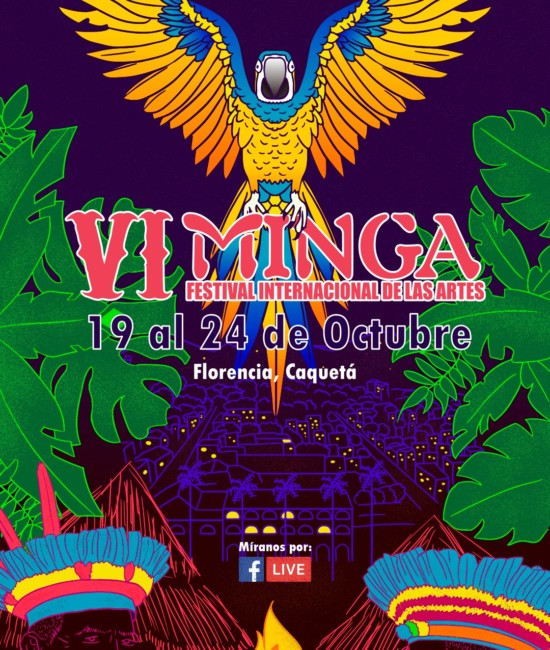 VI MINGA
FESTIVAL INTERNACIONAL DE LAS ARTES
19 al 24 de Octubre
Florencia, Caquetá
Míranos por:
f LIVE